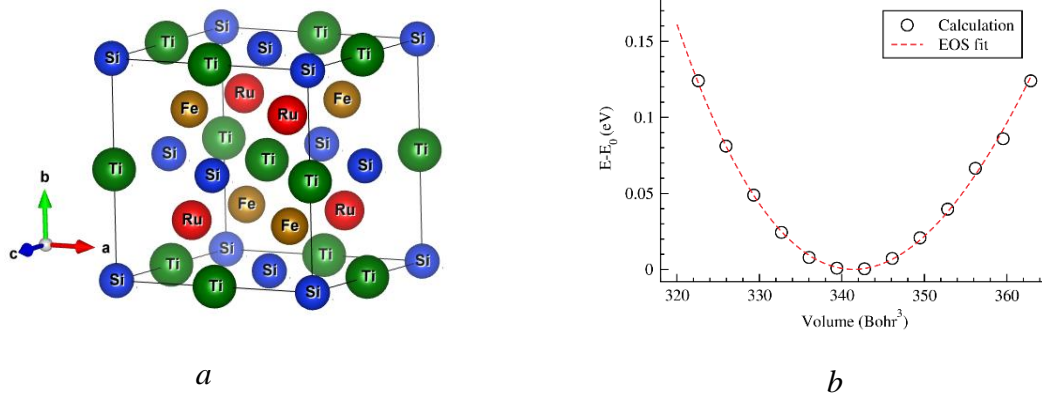 Si Ti Si
Ti Si Ti
Si Ti Si
Ru Fe
Fe Ru
Ti Si Ti
Si Ti Si
Ti Si Ti
Fe Ru
Ru Fe
Si Ti Si
Ti Si Ti
Si Ti Si
b
c
a
a
0.15
0.1
0.05
0
E-E0 (eV)
Calculation
EOS fit
320 330 340 350 360
Volume (Bohr³)
b